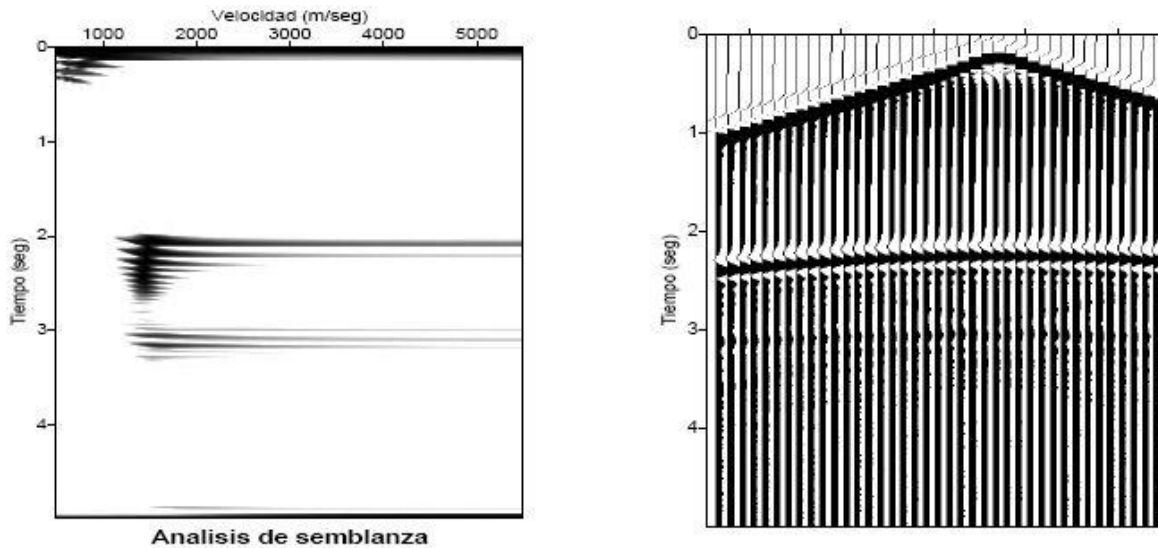 Velocidad (m/seg)
1000 2000 3000 4000 5000
0
1
2
3
4
Tiempo (seg)
Analisis de semblanza
0
1
2
3
4
Tiempo (seg)